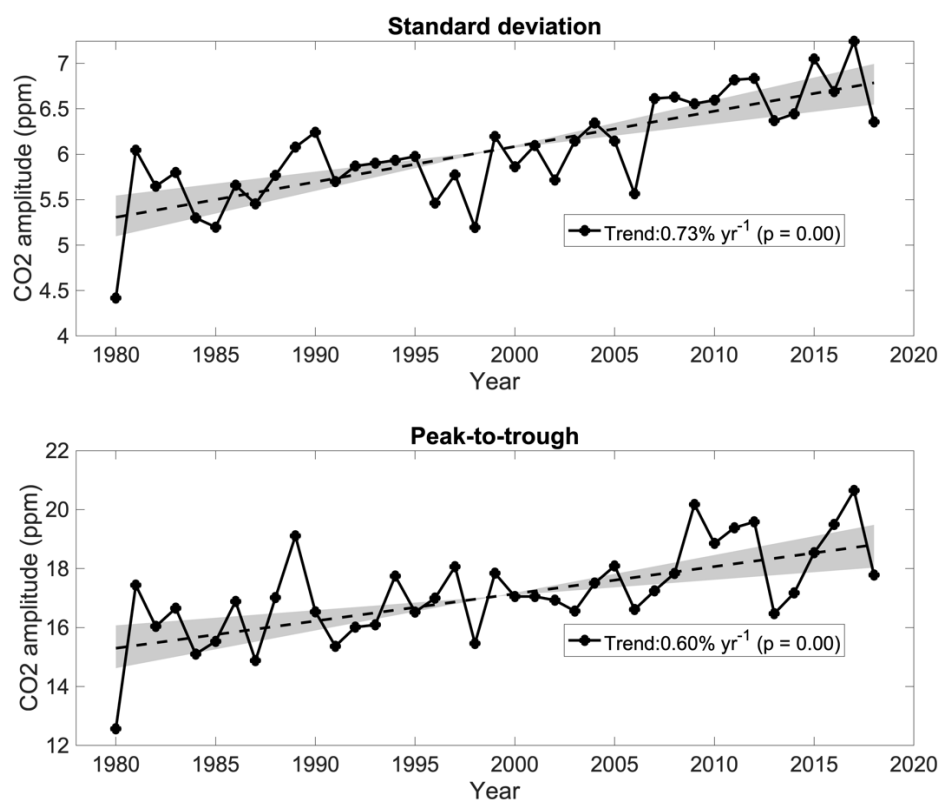 Standard deviation
CO2 amplitude (ppm)
7
6.5
6
5.5
5
4.5
4
Trend:0.73% yr⁻¹ (p = 0.00)
1980 1985 1990 1995 2000 2005 2010 2015 2020
Year
Peak-to-trough
CO2 amplitude (ppm)
22
20
18
16
14
12
Trend:0.60% yr⁻¹ (p = 0.00)
1980 1985 1990 1995 2000 2005 2010 2015 2020
Year